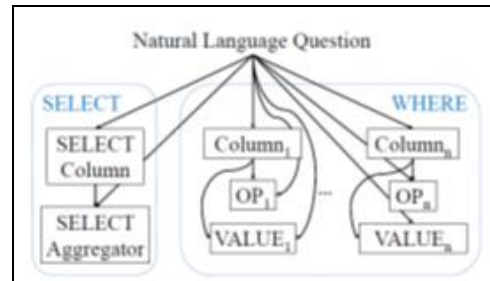 Natural Language Question
SELECT
WHERE
SELECT
Column
Column₁
Columnₙ
OP₁
...
OPₙ
SELECT
Aggregator
VALUE₁
VALUEₙ